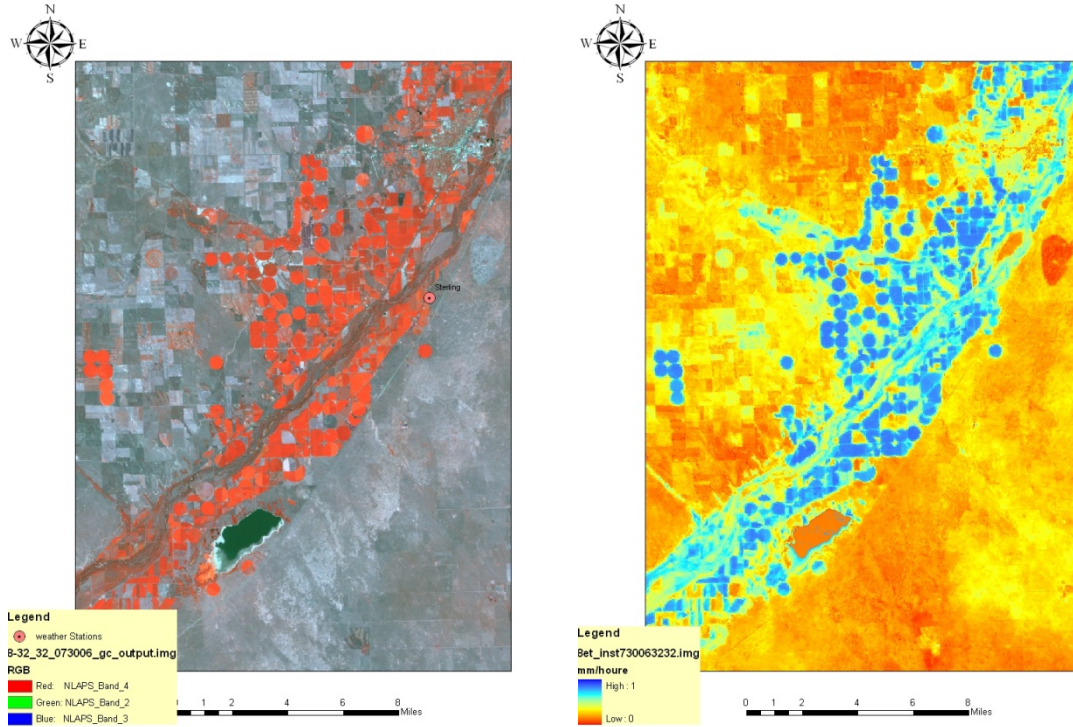 N
W E
S
Sterling
Legend
weather Stations
8-32_32_073006_gc_output.img
RGB
Red: NLAPS_Band_4
Green: NLAPS_Band_2
Blue: NLAPS_Band_3
0 1 2 4 6 8
Miles
N
W E
S
Legend
8et_inst730063232.img
mm/houre
High : 1
Low : 0
0 1 2 4 6 8
Miles